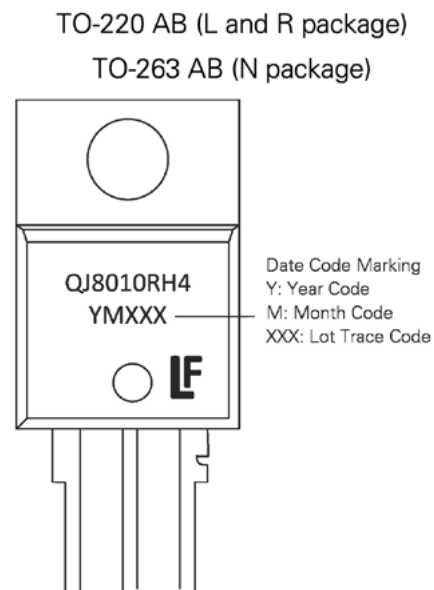 TO-220 AB (L and R package)
TO-263 AB (N package)
QJ8010RH4
YMXXX
Date Code Marking
Y: Year Code
M: Month Code
XXX: Lot Trace Code
LF